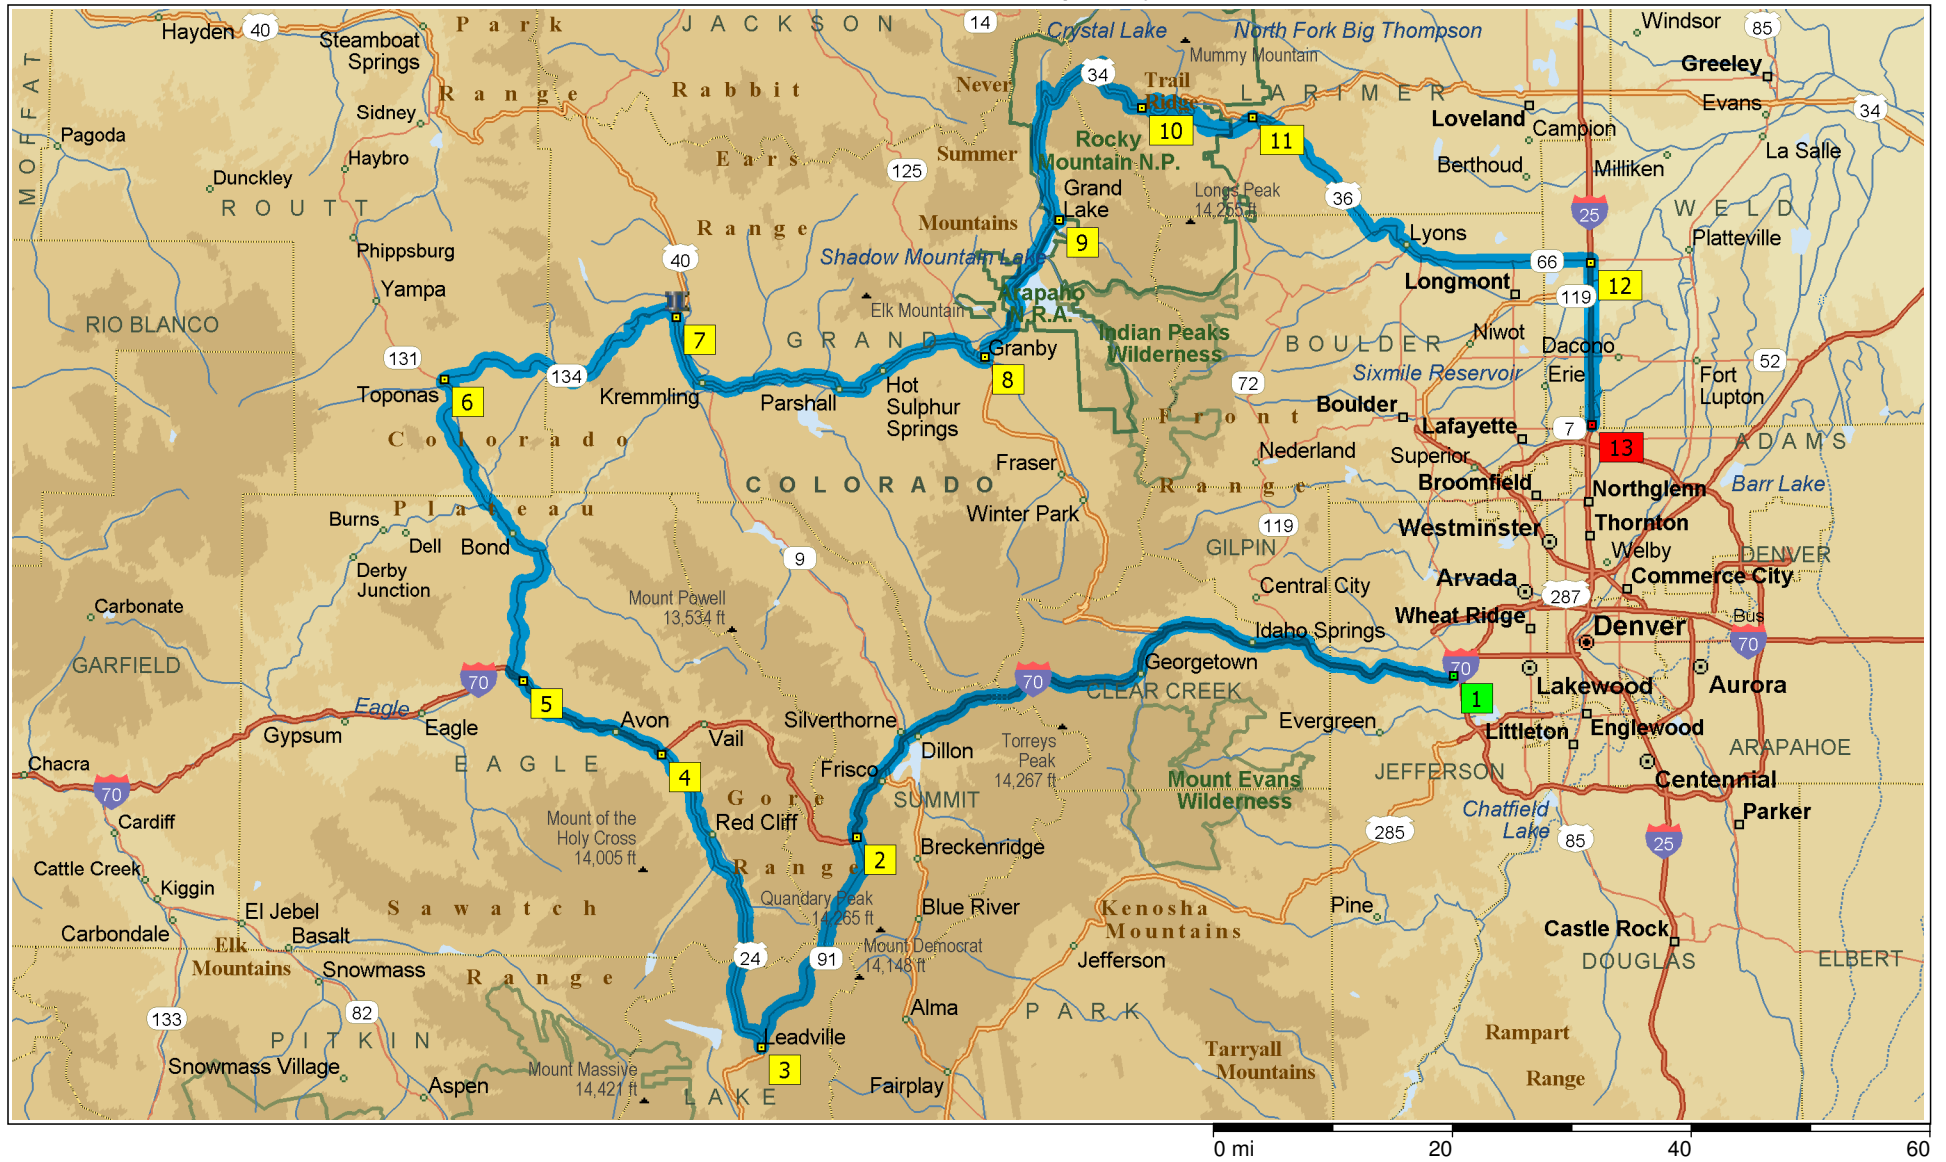 Hayden
40
Steamboat
Springs
Park
JACKSON
14
Crystal Lake
North Fork Big Thompson
Mummy Mountain
Windsor
85
Greeley
MOFFAT
Range
Rabbit
Never
34
Trail
Ridge
LARIMER
Evans
34
Sidney
Loveland
Campion
Pagoda
Haybro
Ears
Summer
Rocky
Mountain N.P.
10
11
La Salle
Dunckley
125
Berthoud
Milliken
ROUTT
Grand
Lake
Longs Peak
14,255 ft
36
25
WELD
Range
Mountains
9
Lyons
Platteville
Phippsburg
40
Shadow Mountain Lake
66
Longmont
12
Yampa
Elk Mountain
Arapaho
N.R.A.
119
RIO BLANCO
7
GRAND
Indian Peaks
Wilderness
BOULDER
Niwot
Dacono
131
134
Granby
8
72
Sixmile Reservoir
Erie
52
Toponas
6
Kremmling
Parshall
Hot
Sulphur
Springs
Boulder
Fort
Lupton
Colorado
Front
Lafayette
7
13
ADAMS
Fraser
Nederland
Superior
COLORADO
Range
Broomfield
Northglenn
Barr Lake
Plateau
Winter Park
Burns
Dell
Bond
119
Westminster
Thornton
GILPIN
Welby
DENVER
Derby
Junction
9
Arvada
Commerce City
Carbonate
Mount Powell
13,534 ft
Central City
287
Wheat Ridge
Bus
70
Idaho Springs
Denver
GARFIELD
70
70
Georgetown
70
CLEAR CREEK
1
Lakewood
Aurora
Eagle
5
Avon
Silverthorne
Evergreen
Englewood
Littleton
Gypsum
Eagle
Vail
Dillon
Torreys
Peak
14,267 ft
ARAPAHOE
Chacra
EAGLE
4
Frisco
JEFFERSON
Centennial
70
Gore
SUMMIT
Mount Evans
Wilderness
Chatfield
Lake
Parker
Cardiff
Mount of the
Holy Cross
14,005 ft
Red Cliff
285
85
25
Cattle Creek
Range
2
Breckenridge
Kiggin
Quandary Peak
14,265 ft
El Jebel
Sawatch
Blue River
Kenosha
Mountains
Pine
Carbondale
Elk
Mountains
Basalt
Castle Rock
Snowmass
24
91
Mount Democrat
14,148 ft
Jefferson
DOUGLAS
ELBERT
Range
133
82
Alma
PARK
PITKIN
Leadville
3
Rampart
Range
Tarryall
Mountains
Snowmass Village
Aspen
Mount Massive
14,421 ft
LAKE
Fairplay
0 mi
20
40
60